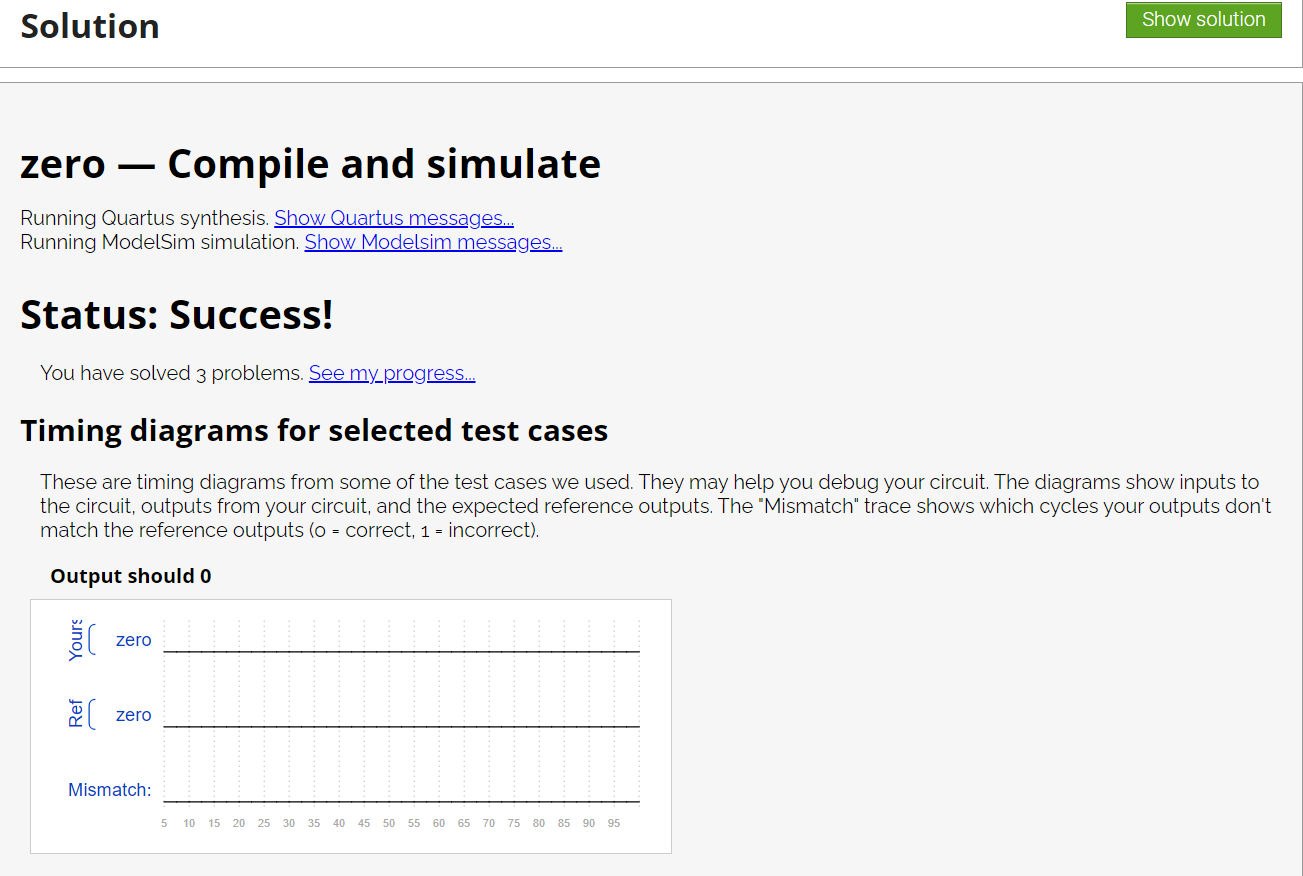 Solution
Show solution
zero — Compile and simulate
Running Quartus synthesis. Show Quartus messages...
Running ModelSim simulation. Show Modelsim messages...
Status: Success!
You have solved 3 problems. See my progress...
Timing diagrams for selected test cases
These are timing diagrams from some of the test cases we used. They may help you debug your circuit. The diagrams show inputs to
the circuit, outputs from your circuit, and the expected reference outputs. The "Mismatch" trace shows which cycles your outputs don't
match the reference outputs (0 = correct, 1 = incorrect).
Output should 0
Yours zero
Ref zero
Mismatch:
5 10 15 20 25 30 35 40 45 50 55 60 65 70 75 80 85 90 95